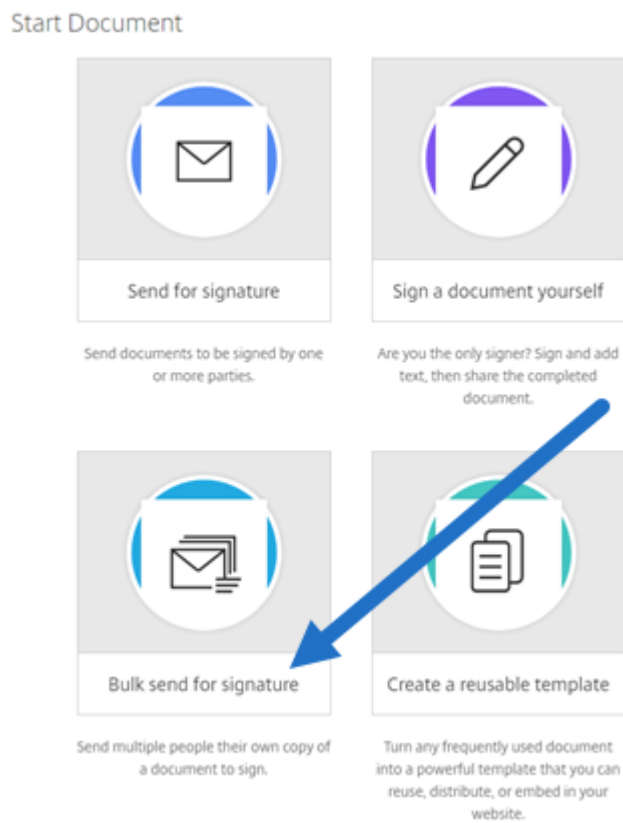 Start Document
Send for signature
Send documents to be signed by one
or more parties.
Sign a document yourself
Are you the only signer? Sign and add
text, then share the completed
document.
Bulk send for signature
Send multiple people their own copy of
a document to sign.
Create a reusable template
Turn any frequently used document
into a powerful template that you can
reuse, distribute, or embed in your
website.